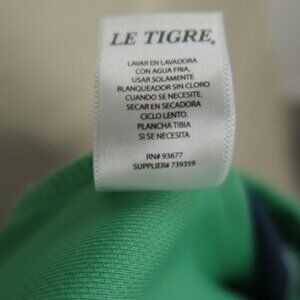 LE TIGRE®
LAVAR EN LAVADORA
CON AGUA FRIA,
USAR SOLAMENTE
BLANQUEADOR SIN CLORO
CUANDO SE NECESITE,
SECAR EN SECADORA
CICLO LENTO,
PLANCHA TIBIA
SI SE NECESITA
RN# 93677
SUPPLIER# 739359